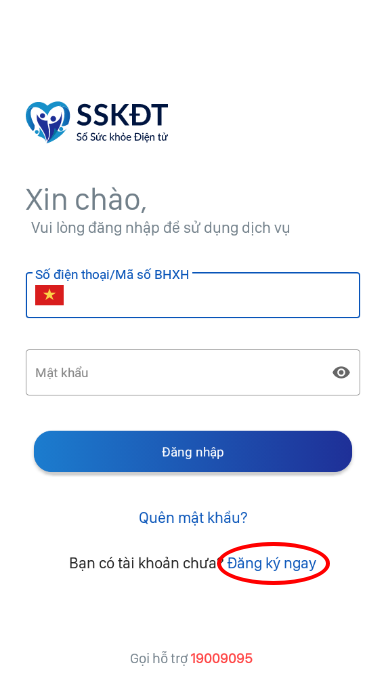 SSKĐT
Sổ Sức khỏe Điện tử
Xin chào,
Vui lòng đăng nhập để sử dụng dịch vụ
Số điện thoại/Mã số BHXH
Mật khẩu
Đăng nhập
Quên mật khẩu?
Bạn có tài khoản chưa? Đăng ký ngay
Gọi hỗ trợ 19009095